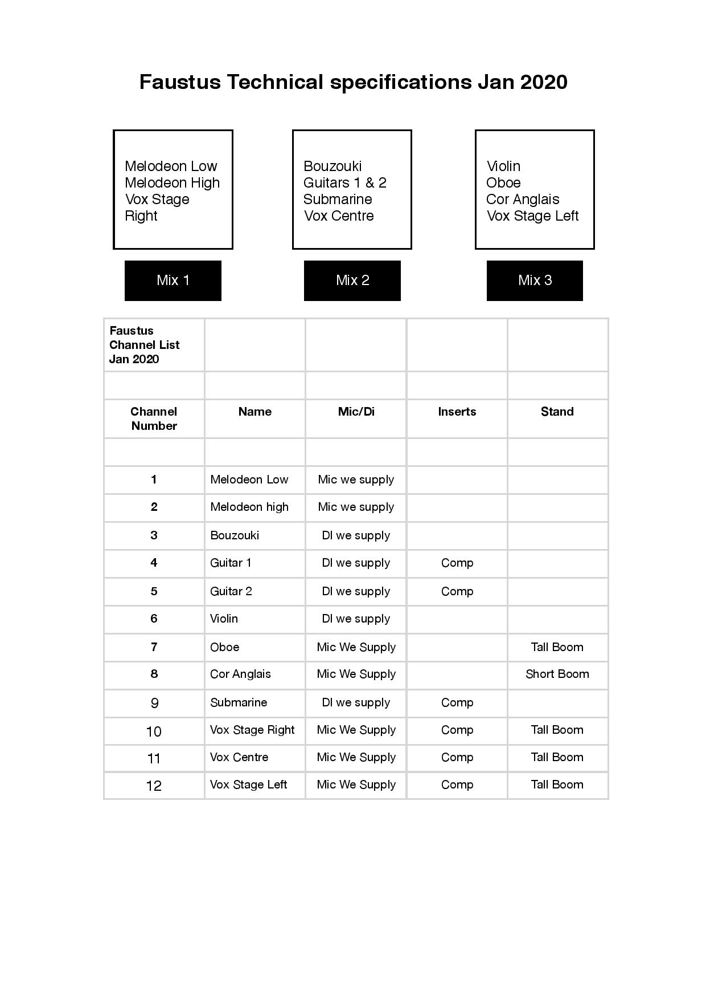 Faustus Technical specifications Jan 2020
Melodeon Low
Melodeon High
Vox Stage
Right
Bouzouki
Guitars 1 & 2
Submarine
Vox Centre
Violin
Oboe
Cor Anglais
Vox Stage Left
Mix 1
Mix 2
Mix 3
Faustus
Channel List
Jan 2020
Channel
Number
Name
Mic/Di
Inserts
Stand
1 Melodeon Low Mic we supply
2 Melodeon high Mic we supply
3 Bouzouki DI we supply
4 Guitar 1 DI we supply Comp
5 Guitar 2 DI we supply Comp
6 Violin DI we supply
7 Oboe Mic We Supply Tall Boom
8 Cor Anglais Mic We Supply Short Boom
9 Submarine DI we supply Comp
10 Vox Stage Right Mic We Supply Comp Tall Boom
11 Vox Centre Mic We Supply Comp Tall Boom
12 Vox Stage Left Mic We Supply Comp Tall Boom